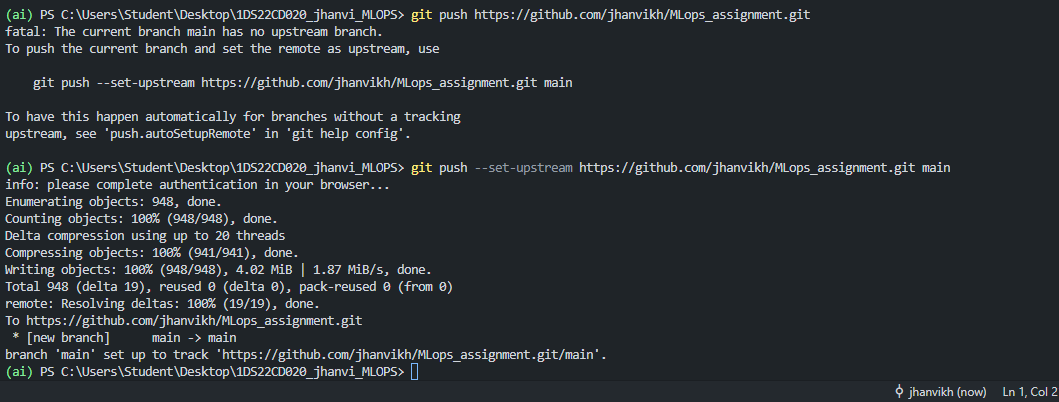 (ai) PS C:\Users\Student\Desktop\1DS22CD020_jhanvi_MLOPS> git push https://github.com/jhanvikh/MLops_assignment.git
fatal: The current branch main has no upstream branch.
To push the current branch and set the remote as upstream, use
    git push --set-upstream https://github.com/jhanvikh/MLops_assignment.git main
To have this happen automatically for branches without a tracking
upstream, see 'push.autoSetupRemote' in 'git help config'.
(ai) PS C:\Users\Student\Desktop\1DS22CD020_jhanvi_MLOPS> git push --set-upstream https://github.com/jhanvikh/MLops_assignment.git main
info: please complete authentication in your browser...
Enumerating objects: 948, done.
Counting objects: 100% (948/948), done.
Delta compression using up to 20 threads
Compressing objects: 100% (941/941), done.
Writing objects: 100% (948/948), 4.02 MiB | 1.87 MiB/s, done.
Total 948 (delta 19), reused 0 (delta 0), pack-reused 0 (from 0)
remote: Resolving deltas: 100% (19/19), done.
To https://github.com/jhanvikh/MLops_assignment.git
 * [new branch]      main -> main
branch 'main' set up to track 'https://github.com/jhanvikh/MLops_assignment.git/main'.
(ai) PS C:\Users\Student\Desktop\1DS22CD020_jhanvi_MLOPS>
jhanvikh (now) Ln 1, Col 2